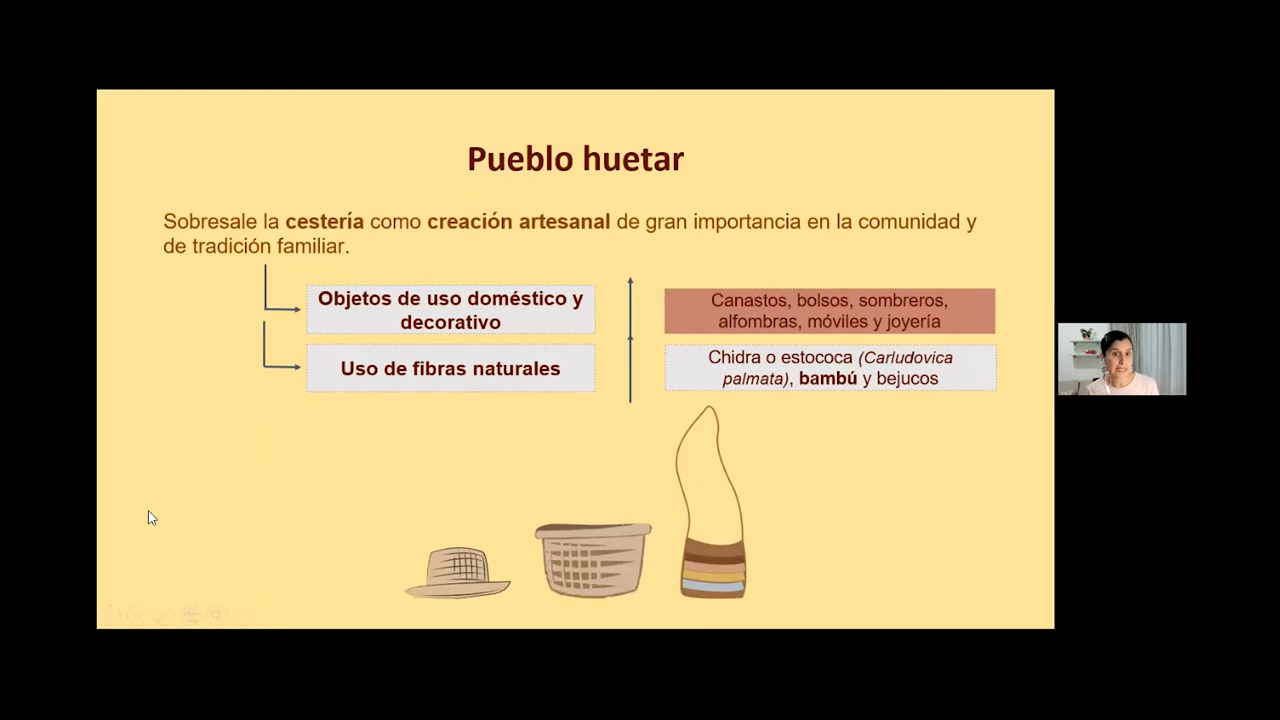 Pueblo huetar
Sobresale la cestería como creación artesanal de gran importancia en la comunidad y
de tradición familiar.
Objetos de uso doméstico y
decorativo
Canastos, bolsos, sombreros,
alfombras, móviles y joyería
Uso de fibras naturales
Chidra o estococa (Carludovica
palmata), bambú y bejucos